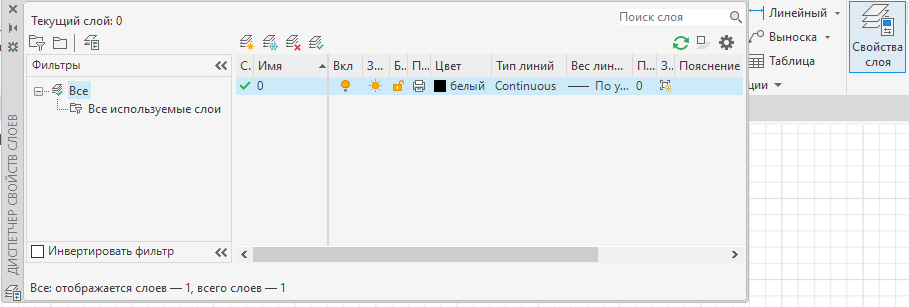 Текущий слой: 0
Поиск слоя
Фильтры
С. Имя Вкл З... Б.. П... Цвет Тип линий Вес лин... П... З... Пояснение
Все
Все используемые слои
0 белый Continuous По у... 0
Инвертировать фильтр
Все: отображается слоев — 1, всего слоев — 1
ДИСПЕТЧЕР СВОЙСТВ СЛОЕВ
Линейный
Выноска
Таблица
ции
Свойства
слоя